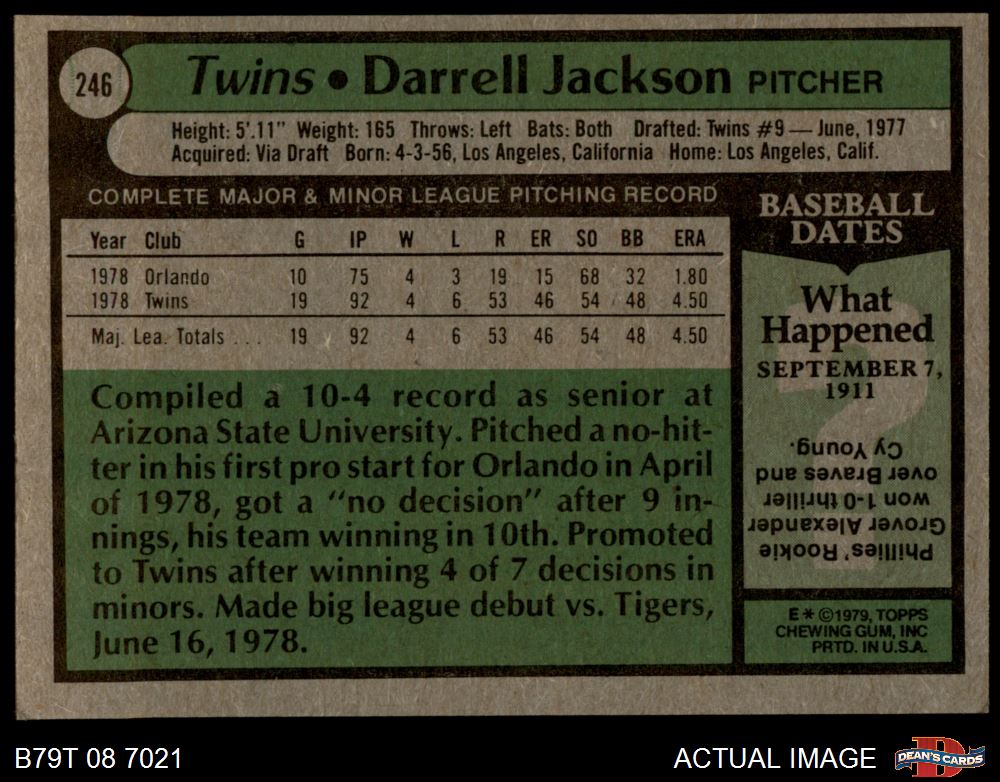 246
Twins • Darrell Jackson PITCHER
Height: 5'.11" Weight: 165 Throws: Left Bats: Both Drafted: Twins #9 — June, 1977
Acquired: Via Draft Born: 4-3-56, Los Angeles, California Home: Los Angeles, Calif.
COMPLETE MAJOR & MINOR LEAGUE PITCHING RECORD
Year Club G IP W L R ER SO BB ERA
1978 Orlando 10 75 4 3 19 15 68 32 1.80
1978 Twins 19 92 4 6 53 46 54 48 4.50
Maj. Lea. Totals . . . 19 92 4 6 53 46 54 48 4.50
Compiled a 10-4 record as senior at
Arizona State University. Pitched a no-hit-
ter in his first pro start for Orlando in April
of 1978, got a "no decision" after 9 in-
nings, his team winning in 10th. Promoted
to Twins after winning 4 of 7 decisions in
minors. Made big league debut vs. Tigers,
June 16, 1978.
BASEBALL
DATES
What
Happened
SEPTEMBER 7,
1911
Phillies' Rookie
Grover Alexander
won 1-0 thriller
over Braves and
Cy Young.
E * ©1979, TOPPS
CHEWING GUM, INC
PRTD. IN U.S.A.
B79T 08 7021
ACTUAL IMAGE
D
DEAN'S CARDS